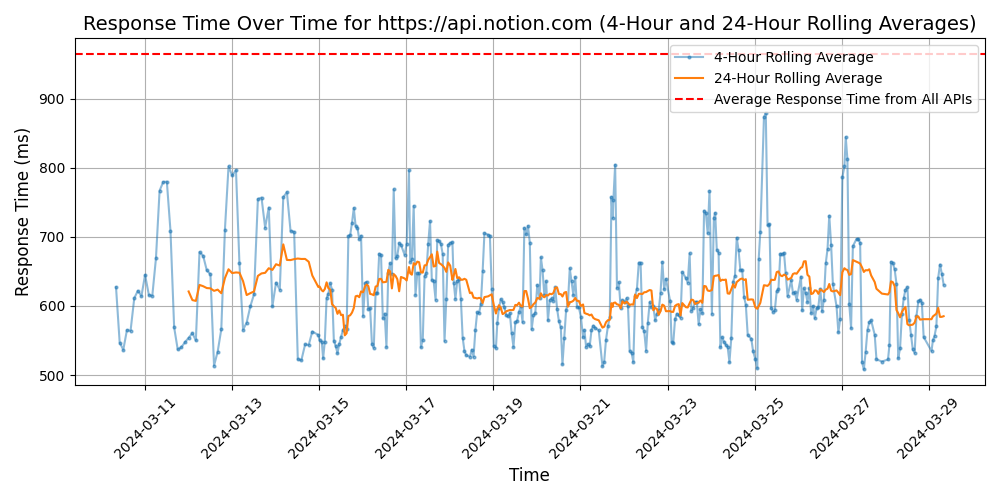 Response Time Over Time for https://api.notion.com (4-Hour and 24-Hour Rolling Averages)
4-Hour Rolling Average
24-Hour Rolling Average
Average Response Time from All APIs
Response Time (ms)
900
800
700
600
500
2024-03-11
2024-03-13
2024-03-15
2024-03-17
2024-03-19
2024-03-21
2024-03-23
2024-03-25
2024-03-27
2024-03-29
Time